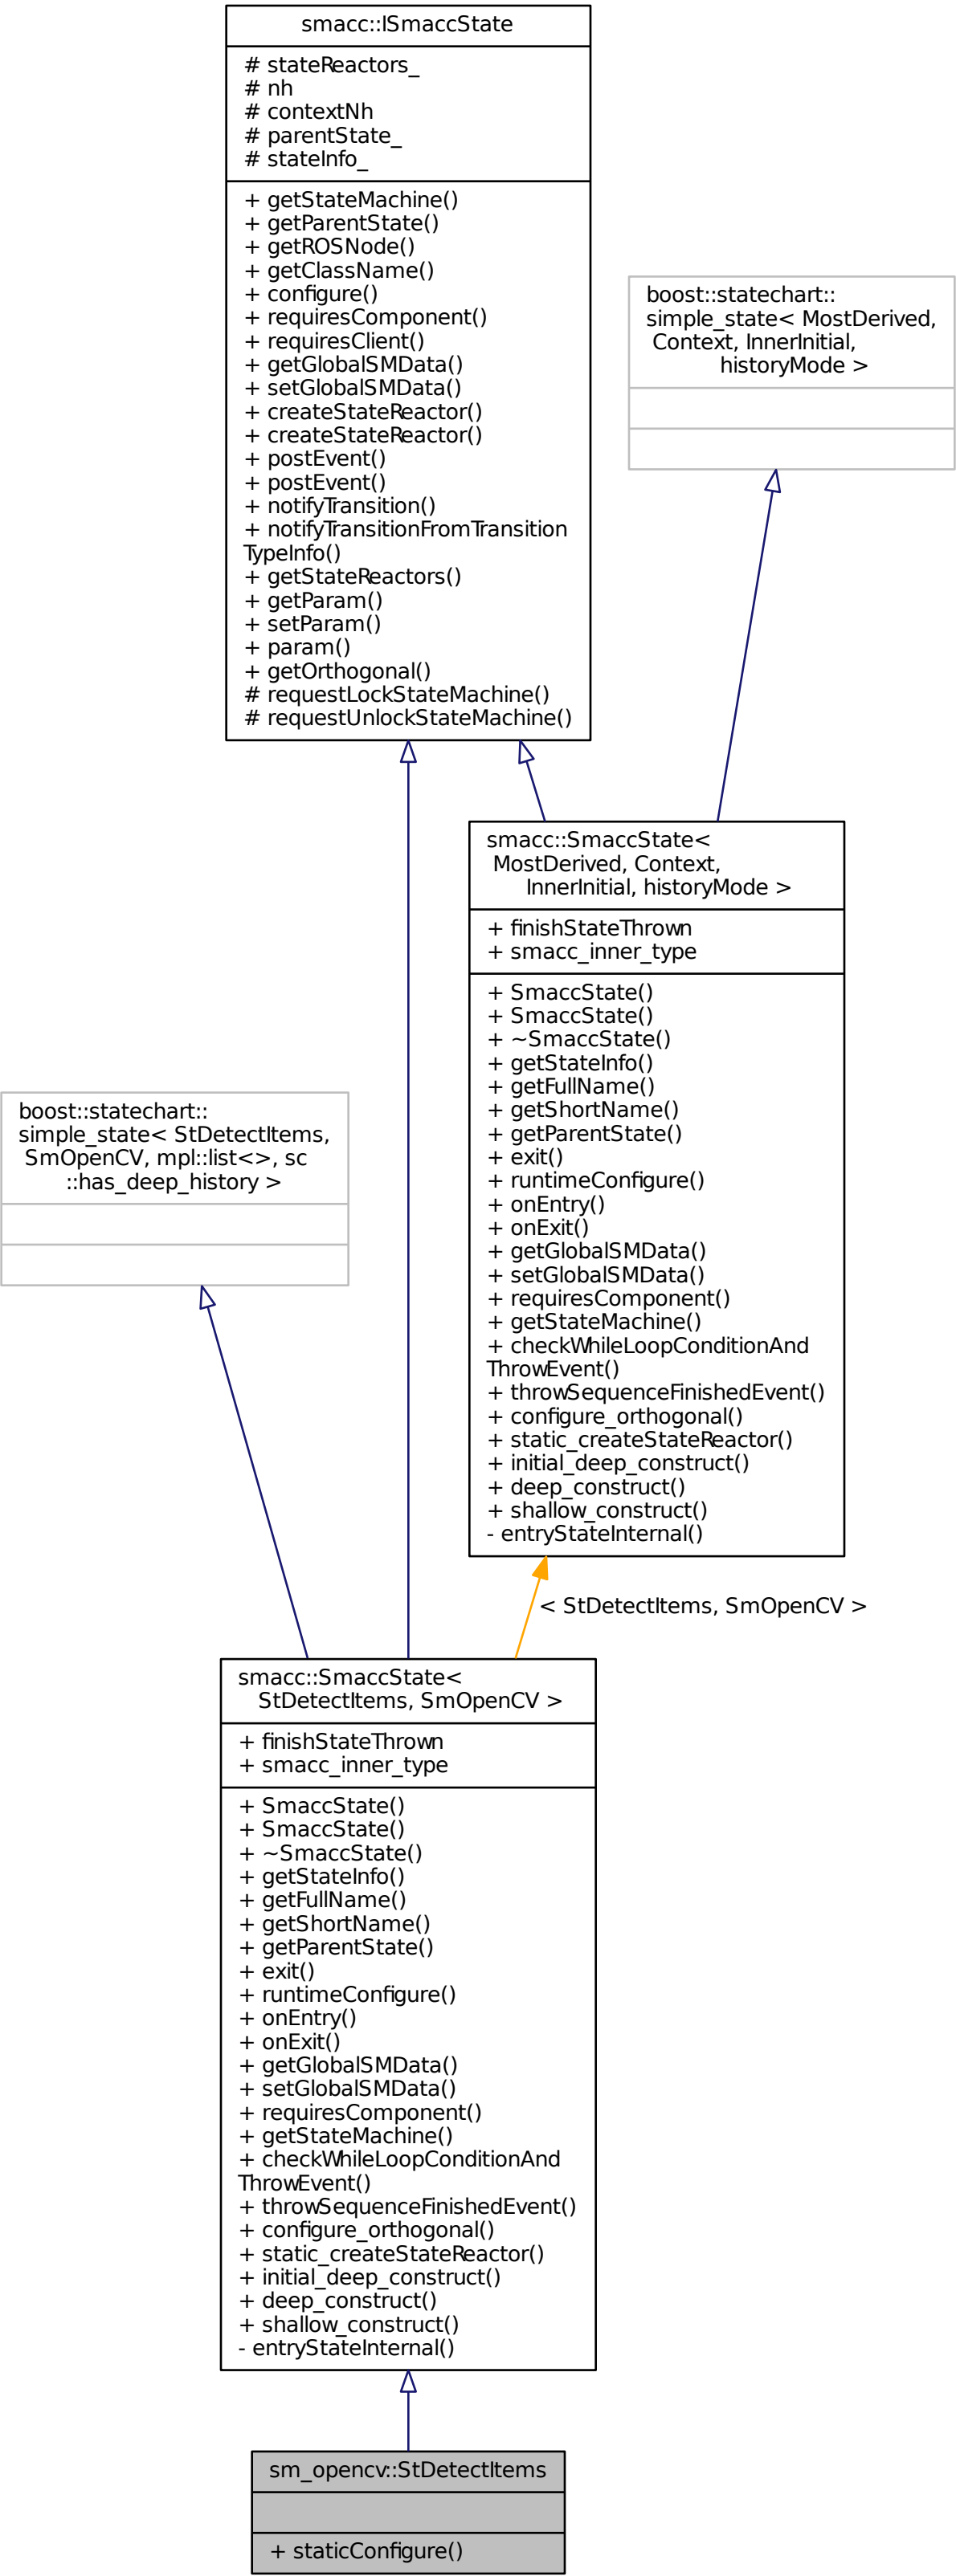 smacc::ISmaccState
# stateReactors_
# nh
# contextNh
# parentState_
# stateInfo_
+ getStateMachine()
+ getParentState()
+ getROSNode()
+ getClassName()
+ configure()
+ requiresComponent()
+ requiresClient()
+ getGlobalSMData()
+ setGlobalSMData()
+ createStateReactor()
+ createStateReactor()
+ postEvent()
+ postEvent()
+ notifyTransition()
+ notifyTransitionFromTransition
TypeInfo()
+ getStateReactors()
+ getParam()
+ setParam()
+ param()
+ getOrthogonal()
# requestLockStateMachine()
# requestUnlockStateMachine()
boost::statechart::
simple_state< MostDerived,
Context, InnerInitial,
historyMode >
smacc::SmaccState<
MostDerived, Context,
InnerInitial, historyMode >
+ finishStateThrown
+ smacc_inner_type
+ SmaccState()
+ SmaccState()
+ ~SmaccState()
+ getStateInfo()
+ getFullName()
+ getShortName()
+ getParentState()
+ exit()
+ runtimeConfigure()
+ onEntry()
+ onExit()
+ getGlobalSMData()
+ setGlobalSMData()
+ requiresComponent()
+ getStateMachine()
+ checkWhileLoopConditionAnd
ThrowEvent()
+ throwSequenceFinishedEvent()
+ configure_orthogonal()
+ static_createStateReactor()
+ initial_deep_construct()
+ deep_construct()
+ shallow_construct()
- entryStateInternal()
boost::statechart::
simple_state< StDetectItems,
SmOpenCV, mpl::list<>, sc
::has_deep_history >
< StDetectItems, SmOpenCV >
smacc::SmaccState<
StDetectItems, SmOpenCV >
+ finishStateThrown
+ smacc_inner_type
+ SmaccState()
+ SmaccState()
+ ~SmaccState()
+ getStateInfo()
+ getFullName()
+ getShortName()
+ getParentState()
+ exit()
+ runtimeConfigure()
+ onEntry()
+ onExit()
+ getGlobalSMData()
+ setGlobalSMData()
+ requiresComponent()
+ getStateMachine()
+ checkWhileLoopConditionAnd
ThrowEvent()
+ throwSequenceFinishedEvent()
+ configure_orthogonal()
+ static_createStateReactor()
+ initial_deep_construct()
+ deep_construct()
+ shallow_construct()
- entryStateInternal()
sm_opencv::StDetectItems
+ staticConfigure()